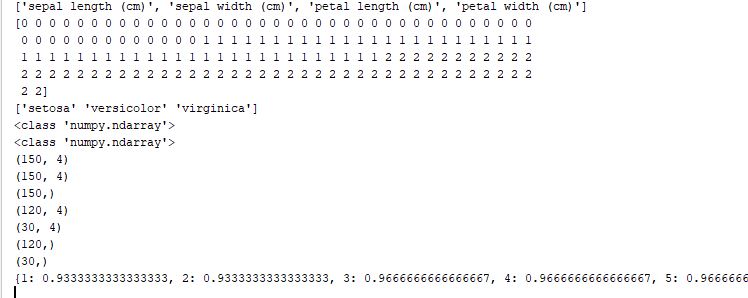 ['sepal length (cm)', 'sepal width (cm)', 'petal length (cm)', 'petal width (cm)']
[0 0 0 0 0 0 0 0 0 0 0 0 0 0 0 0 0 0 0 0 0 0 0 0 0 0 0 0 0 0 0 0 0 0 0 0 0
0 0 0 0 0 0 0 0 0 0 0 0 0 1 1 1 1 1 1 1 1 1 1 1 1 1 1 1 1 1 1 1 1 1 1 1 1
1 1 1 1 1 1 1 1 1 1 1 1 1 1 1 1 1 1 1 1 1 1 1 1 1 1 2 2 2 2 2 2 2 2 2 2 2
2 2 2 2 2 2 2 2 2 2 2 2 2 2 2 2 2 2 2 2 2 2 2 2 2 2 2 2 2 2 2 2 2 2 2 2 2
2 2]
['setosa' 'versicolor' 'virginica']
<class 'numpy.ndarray'>
<class 'numpy.ndarray'>
(150, 4)
(150, 4)
(150,)
(120, 4)
(30, 4)
(120,)
(30,)
{1: 0.9333333333333333, 2: 0.9333333333333333, 3: 0.9666666666666667, 4: 0.9666666666666667, 5: 0.9666666